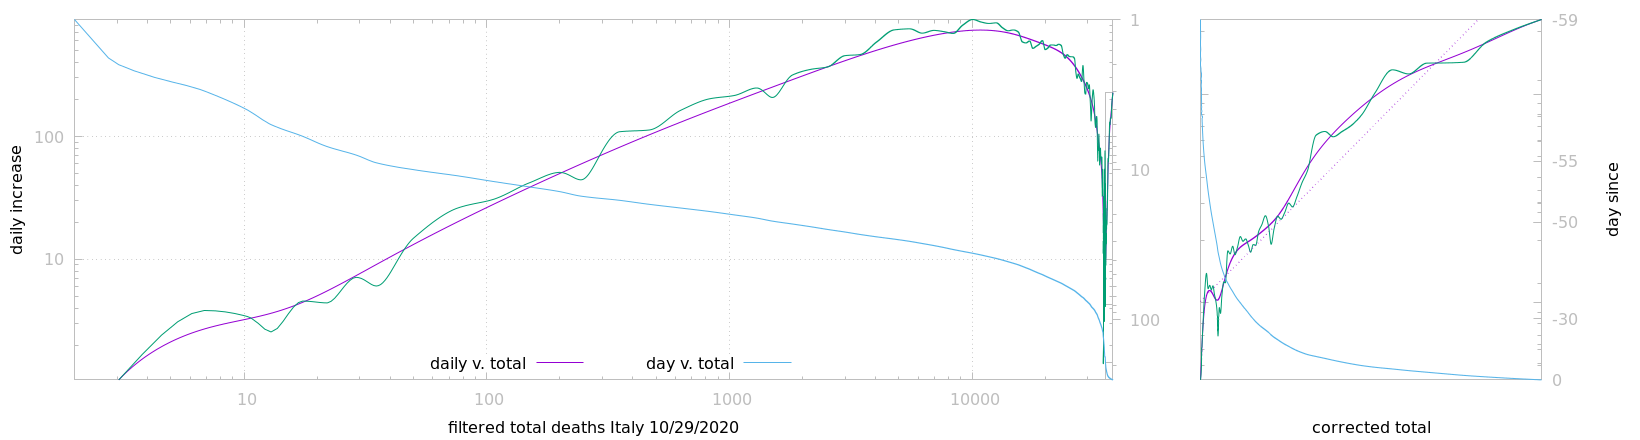 1
-59
100
10
-55
-50
10
100
-30
0
daily increase
day since
daily v. total
day v. total
10
100
1000
10000
filtered total deaths Italy 10/29/2020
corrected total